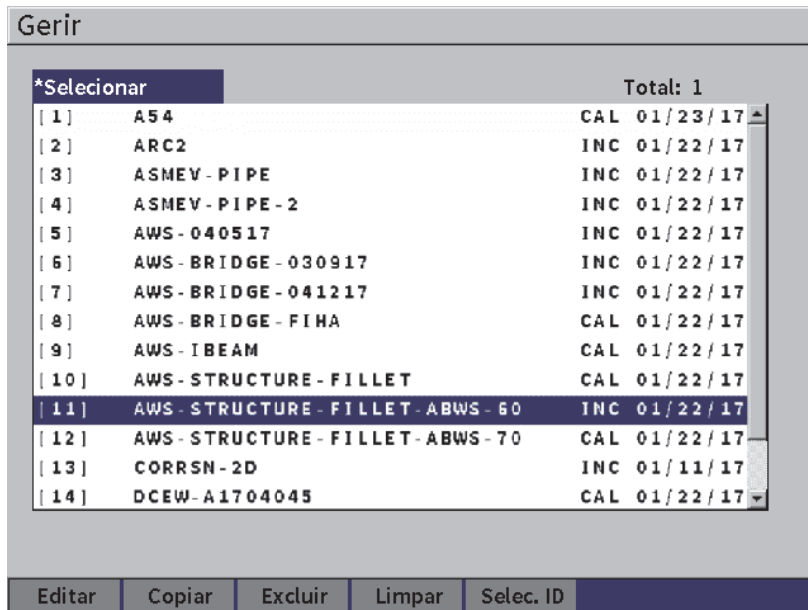 Gerir
*Selecionar Total: 1
[1] A54 CAL 01/23/17
[2] ARC2 INC 01/22/17
[3] ASMEV-PIPE INC 01/22/17
[4] ASMEV-PIPE-2 INC 01/22/17
[5] AWS-040517 INC 01/22/17
[6] AWS-BRIDGE-030917 INC 01/22/17
[7] AWS-BRIDGE-041217 INC 01/22/17
[8] AWS-BRIDGE-FIHA CAL 01/22/17
[9] AWS-IBEAM CAL 01/22/17
[10] AWS-STRUCTURE-FILLET CAL 01/22/17
[11] AWS-STRUCTURE-FILLET-ABWS-60 INC 01/22/17
[12] AWS-STRUCTURE-FILLET-ABWS-70 CAL 01/22/17
[13] CORRSN-2D INC 01/11/17
[14] DCEW-A1704045 CAL 01/22/17
Editar Copiar Excluir Limpar Selec. ID